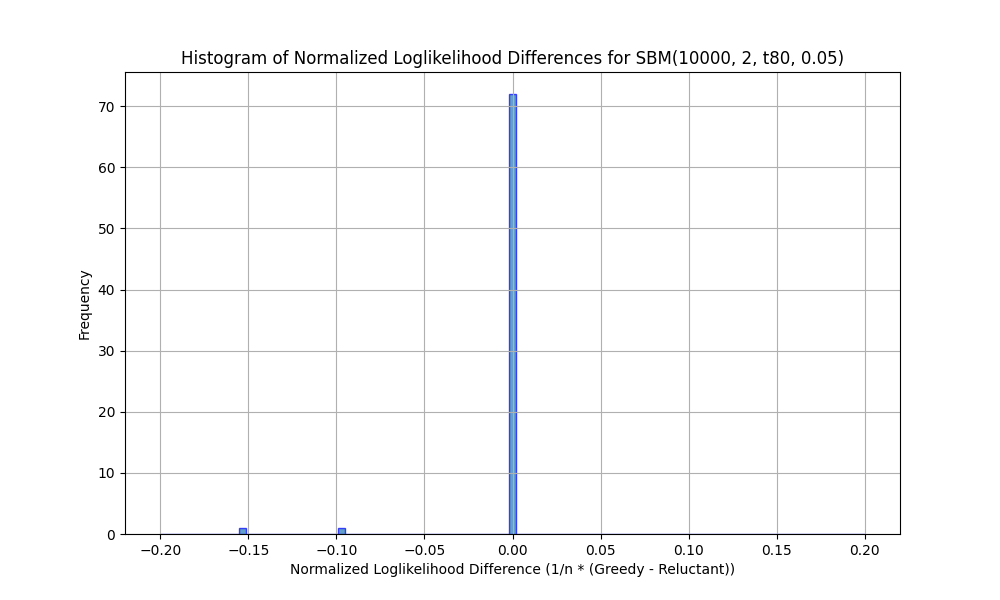 Histogram of Normalized Loglikelihood Differences for SBM(10000, 2, t80, 0.05)
Frequency
70
60
50
40
30
20
10
0
−0.20 −0.15 −0.10 −0.05 0.00 0.05 0.10 0.15 0.20
Normalized Loglikelihood Difference (1/n * (Greedy - Reluctant))